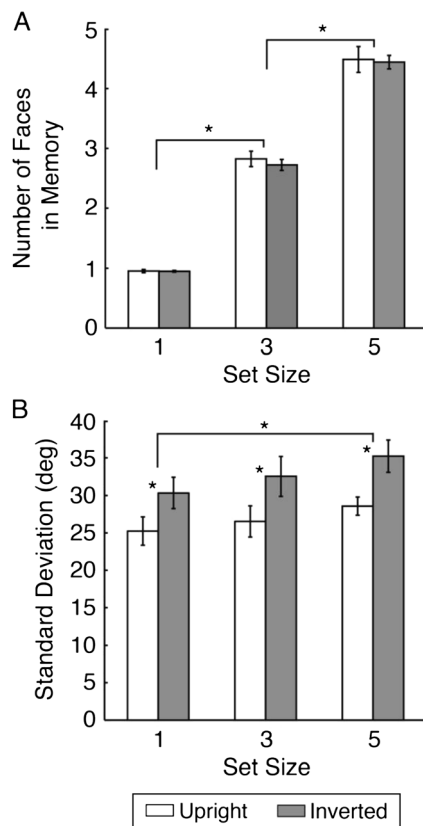 A
Number of Faces
in Memory
5
4
3
2
1
0
*
*
1 3 5
Set Size
B
Standard Deviation (deg)
40
35
30
25
20
15
10
5
0
*
*
*
*
1 3 5
Set Size
Upright Inverted